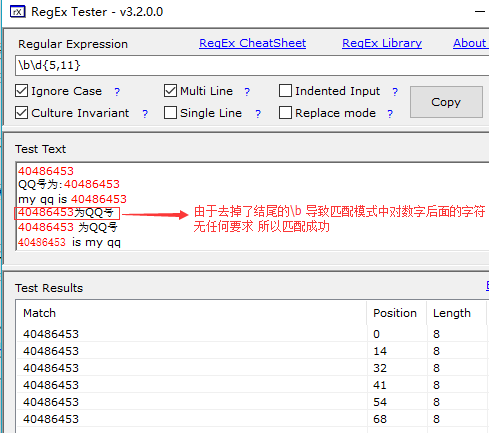 RegEx Tester - v3.2.0.0
Regular Expression RegEx CheatSheet RegEx Library About
\b\d{5,11}
Ignore Case ? Multi Line ? Indented Input ? Copy
Culture Invariant ? Single Line ? Replace mode ?
Test Text
40486453
QQ号为:40486453
my qq is 40486453
40486453为QQ号 由于去掉了结尾的\b 导致匹配模式中对数字后面的字符
40486453 为QQ号 无任何要求 所以匹配成功
40486453 is my qq
Test Results
Match Position Length
40486453 0 8
40486453 14 8
40486453 32 8
40486453 41 8
40486453 54 8
40486453 68 8